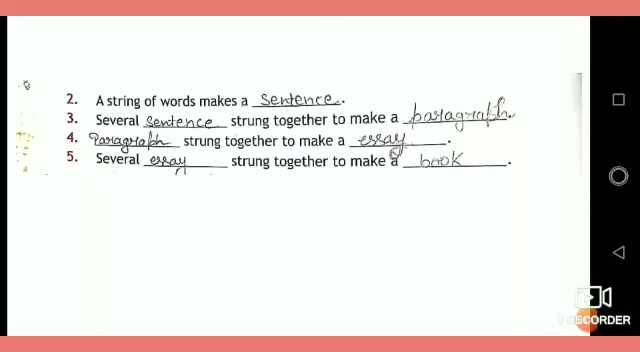 2. A string of words makes a sentence.
3. Several sentence strung together to make a paragraph.
4. Paragraph strung together to make a essay.
5. Several essay strung together to make a book.
RECORDER